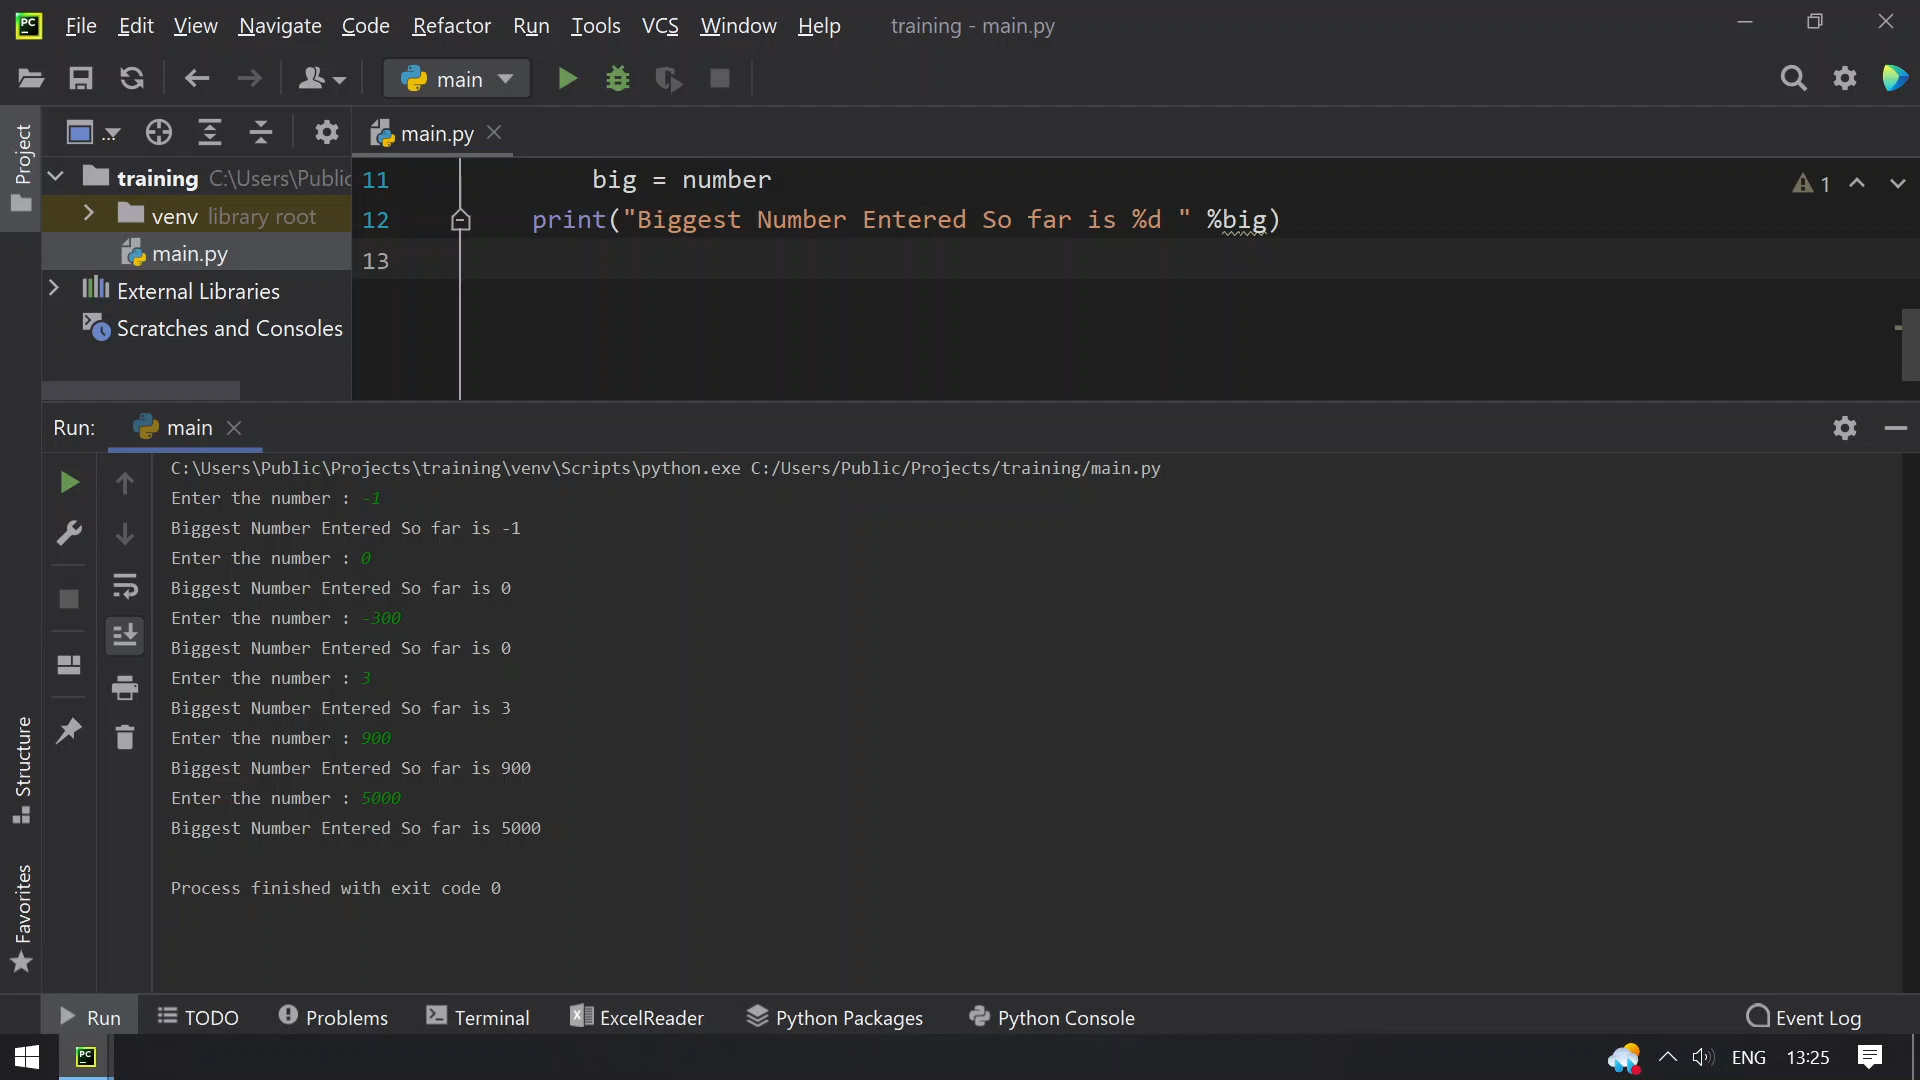 PC File Edit View Navigate Code Refactor Run Tools VCS Window Help training - main.py
main
Project ... main.py
training C:\Users\Public
venv library root
main.py
External Libraries
Scratches and Consoles
11 big = number
12 print("Biggest Number Entered So far is %d " %big)
13
1
Run: main
C:\Users\Public\Projects\training\venv\Scripts\python.exe C:/Users/Public/Projects/training/main.py
Enter the number : -1
Biggest Number Entered So far is -1
Enter the number : 0
Biggest Number Entered So far is 0
Enter the number : -300
Biggest Number Entered So far is 0
Enter the number : 3
Biggest Number Entered So far is 3
Enter the number : 900
Biggest Number Entered So far is 900
Enter the number : 5000
Biggest Number Entered So far is 5000
Process finished with exit code 0
Structure
Favorites
Run TODO Problems Terminal ExcelReader Python Packages Python Console Event Log
PC ENG 13:25